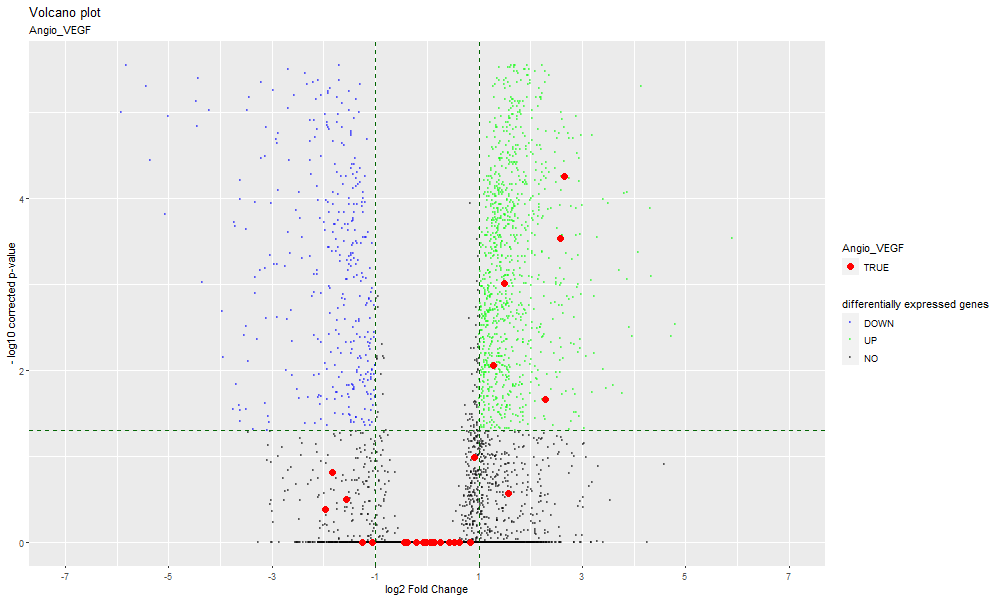 Volcano plot
Angio_VEGF
- log10 corrected p-value
4
2
0
-7
-5
-3
-1
1
3
5
7
log2 Fold Change
Angio_VEGF
TRUE
differentially expressed genes
DOWN
UP
NO